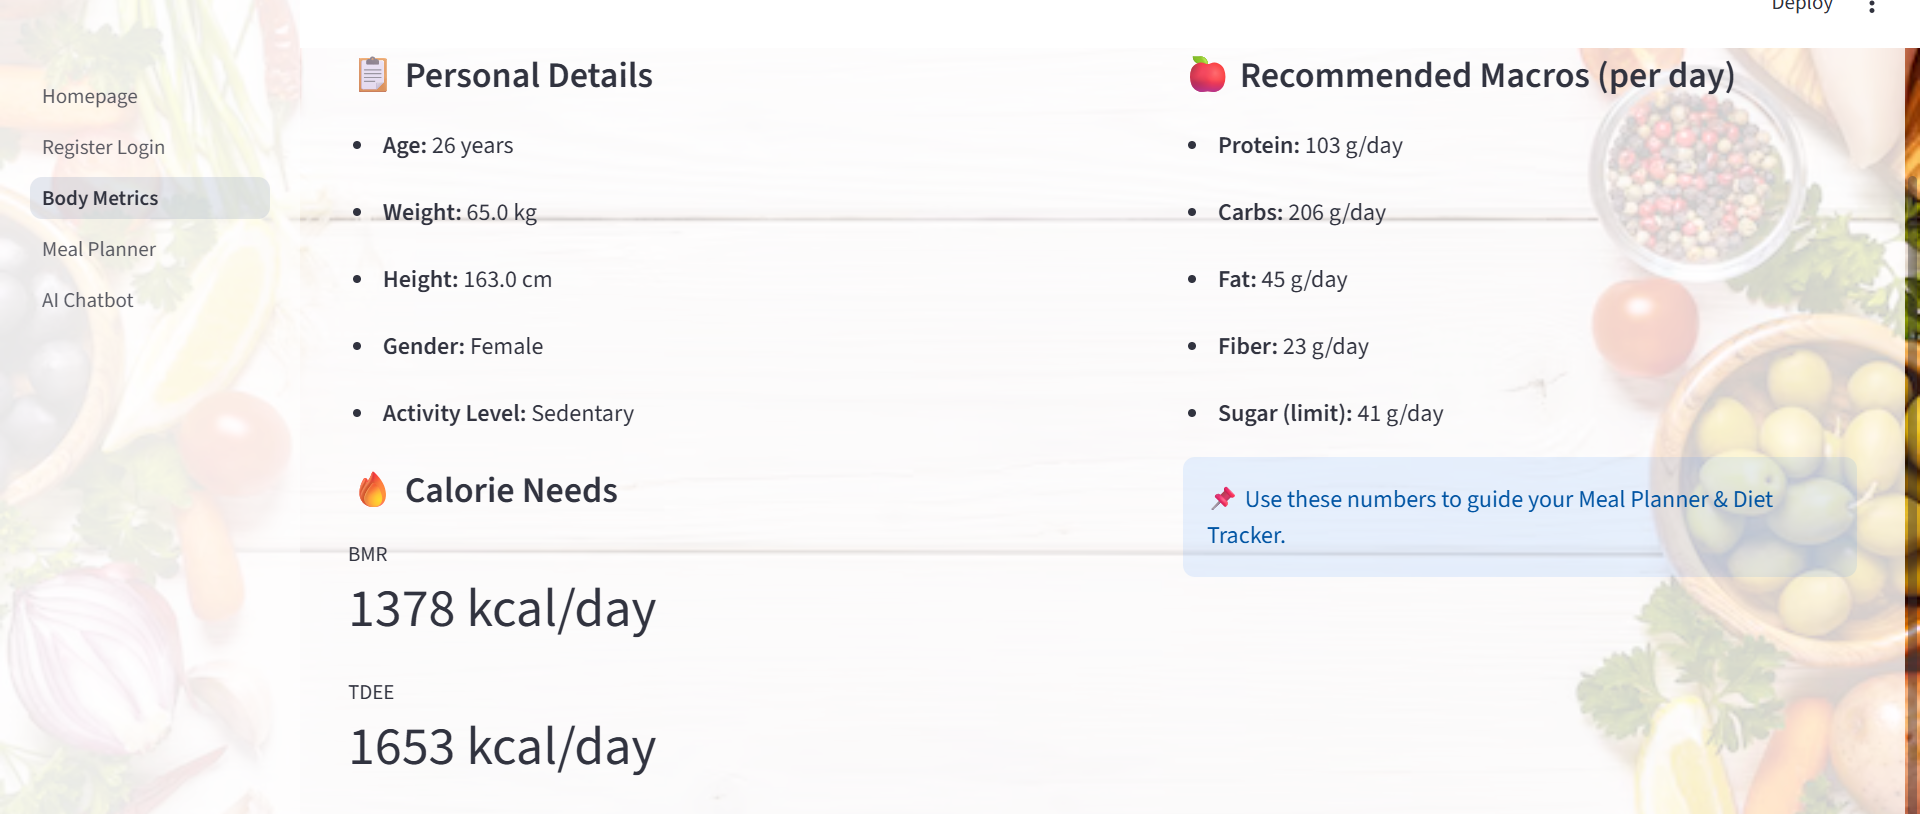 Deploy
Homepage
Register Login
Body Metrics
Meal Planner
AI Chatbot
Personal Details
Age: 26 years
Weight: 65.0 kg
Height: 163.0 cm
Gender: Female
Activity Level: Sedentary
Calorie Needs
BMR
1378 kcal/day
TDEE
1653 kcal/day
Recommended Macros (per day)
Protein: 103 g/day
Carbs: 206 g/day
Fat: 45 g/day
Fiber: 23 g/day
Sugar (limit): 41 g/day
Use these numbers to guide your Meal Planner & Diet
Tracker.